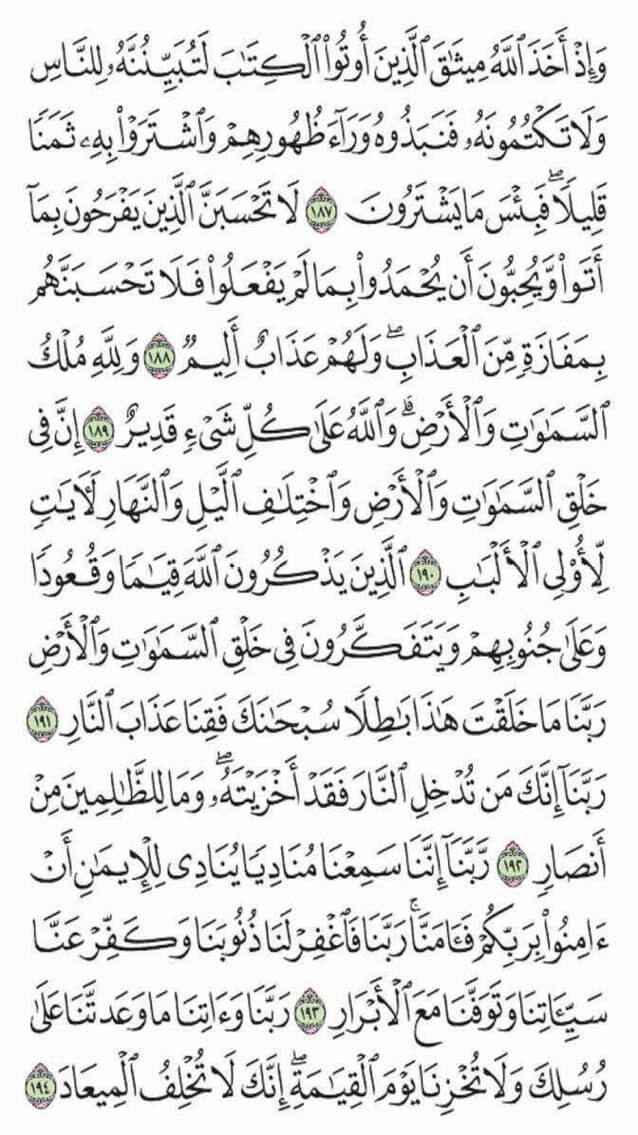 وَإِذْ أَخَذَ ٱللَّهُ مِيثَٰقَ ٱلَّذِينَ أُوتُوا۟ ٱلْكِتَٰبَ لَتُبَيِّنُنَّهُۥ لِلنَّاسِ
وَلَا تَكْتُمُونَهُۥ فَنَبَذُوهُ وَرَآءَ ظُهُورِهِمْ وَٱشْتَرَوْا۟ بِهِۦ ثَمَنًا
قَلِيلًا ۖ فَبِئْسَ مَا يَشْتَرُونَ ١٨٧ لَا تَحْسَبَنَّ ٱلَّذِينَ يَفْرَحُونَ بِمَآ
أَتَوا۟ وَّيُحِبُّونَ أَن يُحْمَدُوا۟ بِمَا لَمْ يَفْعَلُوا۟ فَلَا تَحْسَبَنَّهُم
بِمَفَازَةٍ مِّنَ ٱلْعَذَابِ ۖ وَلَهُمْ عَذَابٌ أَلِيمٌ ١٨٨ وَلِلَّهِ مُلْكُ
ٱلسَّمَٰوَٰتِ وَٱلْأَرْضِ ۗ وَٱللَّهُ عَلَىٰ كُلِّ شَىْءٍ قَدِيرٌ ١٨٩ إِنَّ فِى
خَلْقِ ٱلسَّمَٰوَٰتِ وَٱلْأَرْضِ وَٱخْتِلَٰفِ ٱلَّيْلِ وَٱلنَّهَارِ لَءَايَٰتٍ
لِّأُو۟لِى ٱلْأَلْبَٰبِ ١٩٠ ٱلَّذِينَ يَذْكُرُونَ ٱللَّهَ قِيَٰمًا وَقُعُودًا
وَعَلَىٰ جُنُوبِهِمْ وَيَتَفَكَّرُونَ فِى خَلْقِ ٱلسَّمَٰوَٰتِ وَٱلْأَرْضِ
رَبَّنَا مَا خَلَقْتَ هَٰذَا بَٰطِلًا سُبْحَٰنَكَ فَقِنَا عَذَابَ ٱلنَّارِ ١٩١
رَبَّنَآ إِنَّكَ مَن تُدْخِلِ ٱلنَّارَ فَقَدْ أَخْزَيْتَهُۥ ۖ وَمَا لِلظَّٰلِمِينَ مِنْ
أَنصَارٍ ١٩٢ رَّبَّنَآ إِنَّنَا سَمِعْنَا مُنَادِيًا يُنَادِى لِلْإِيمَٰنِ أَنْ
ءَامِنُوا۟ بِرَبِّكُمْ فَـَٔامَنَّا ۚ رَبَّنَا فَٱغْفِرْ لَنَا ذُنُوبَنَا وَكَفِّرْ عَنَّا
سَيِّـَٔاتِنَا وَتَوَفَّنَا مَعَ ٱلْأَبْرَارِ ١٩٣ رَبَّنَا وَءَاتِنَا مَا وَعَدتَّنَا عَلَىٰ
رُسُلِكَ وَلَا تُخْزِنَا يَوْمَ ٱلْقِيَٰمَةِ ۗ إِنَّكَ لَا تُخْلِفُ ٱلْمِيعَادَ ١٩٤